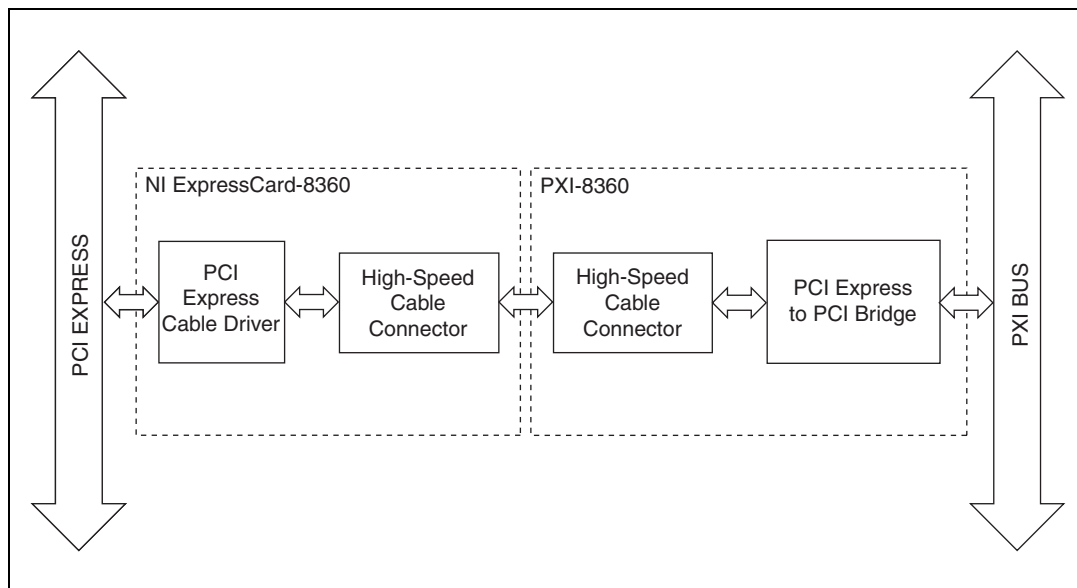 PCI EXPRESS
NI ExpressCard-8360
PCI
Express
Cable Driver
High-Speed
Cable
Connector
PXI-8360
High-Speed
Cable
Connector
PCI Express
to PCI Bridge
PXI BUS